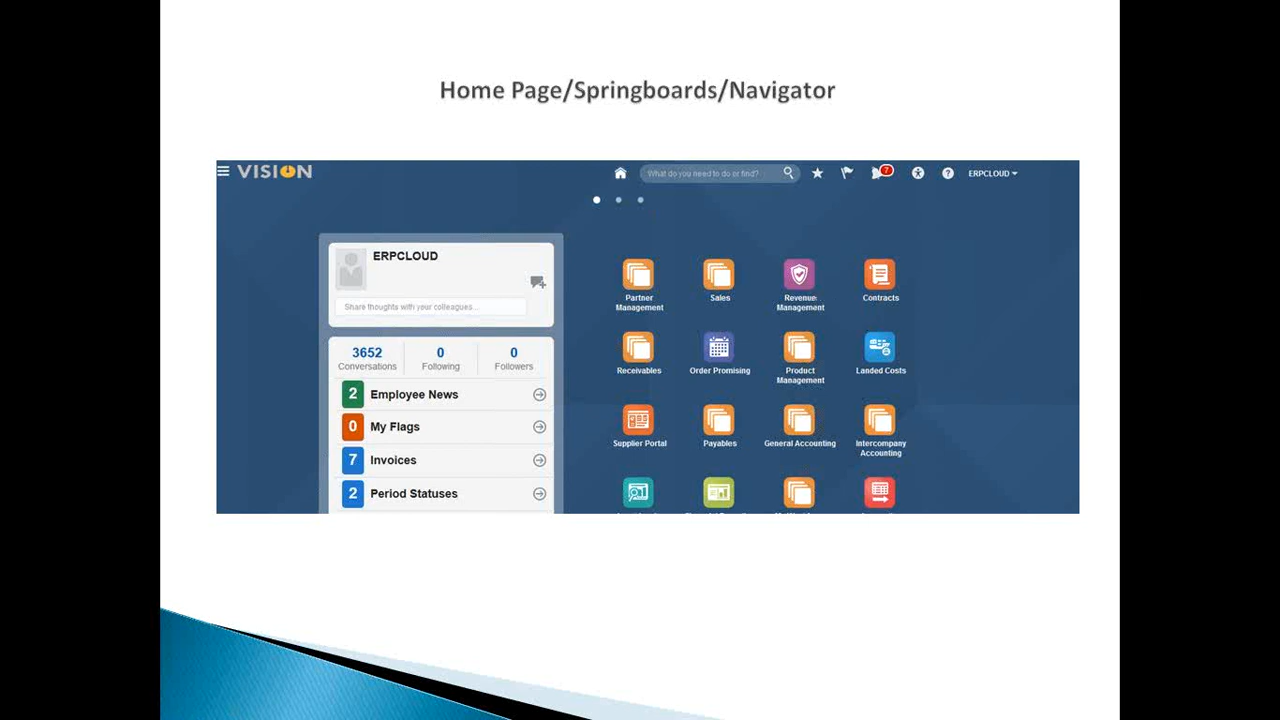 Home Page/Springboards/Navigator
VISION
What do you need to do or find?
7
ERPCLOUD
ERPCLOUD
Share thoughts with your colleagues...
3652
Conversations
0
Following
0
Followers
2 Employee News
0 My Flags
7 Invoices
2 Period Statuses
Partner
Management
Sales
Revenue
Management
Contracts
Receivables
Order Promising
Product
Management
Landed Costs
Supplier Portal
Payables
General Accounting
Intercompany
Accounting